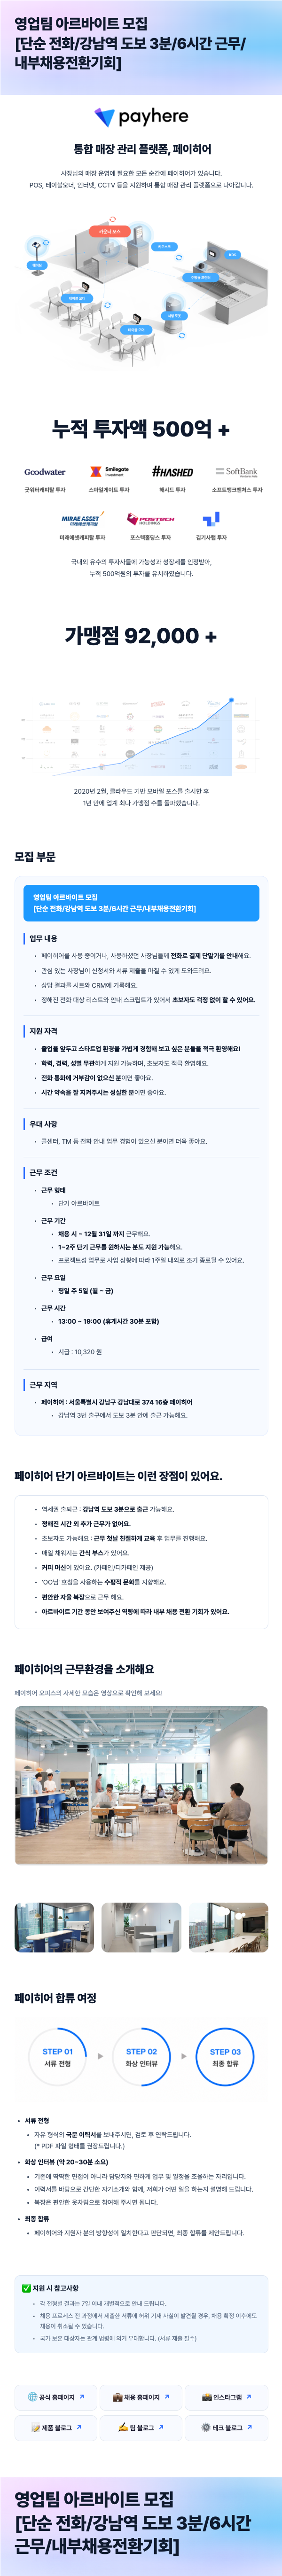 영업팀 아르바이트 모집
[단순 전화/강남역 도보 3분/6시간 근무/
내부채용전환기회]
payhere
통합 매장 관리 플랫폼, 페이히어
사장님의 매장 운영에 필요한 모든 순간에 페이히어가 있습니다.
POS, 테이블오더, 인터넷, CCTV 등을 지원하며 통합 매장 관리 플랫폼으로 나아갑니다.
누적 투자액 500억 +
Goodwater
Smilegate
Investment
#HASHED
SoftBank
굿워터캐피탈 투자
스마일게이트 투자
해시드 투자
소프트뱅크벤처스 투자
MIRAE ASSET
미래에셋캐피탈
POSTECH
HOLDINGS
미래에셋캐피탈 투자
포스텍홀딩스 투자
김기사랩 투자
국내외 유수의 투자사들에 가능성과 성장세를 인정받아,
누적 500억원의 투자를 유치하였습니다.
가맹점 92,000 +
2020년 2월, 클라우드 기반 모바일 포스를 출시한 후
1년 안에 업계 최다 가맹점 수를 돌파했습니다.
모집 부문
영업팀 아르바이트 모집
[단순 전화/강남역 도보 3분/6시간 근무/내부채용전환기회]
업무 내용
• 페이히어를 사용 중이거나, 사용하셨던 사장님들께 전화로 결제 단말기를 안내해요.
• 관심 있는 사장님이 신청서와 서류 제출을 마칠 수 있게 도와드려요.
• 상담 결과를 시트와 CRM에 기록해요.
• 정해진 전화 대상 리스트와 안내 스크립트가 있어서 초보자도 걱정 없이 할 수 있어요.
지원 자격
• 졸업을 앞두고 스타트업 환경을 가볍게 경험해 보고 싶은 분들을 적극 환영해요!
• 학력, 경력, 성별 무관하게 지원 가능하며, 초보자도 적극 환영해요.
• 전화 통화에 거부감이 없으신 분이면 좋아요.
• 시간 약속을 잘 지켜주시는 성실한 분이면 좋아요.
우대 사항
• 콜센터, TM 등 전화 안내 업무 경험이 있으신 분이면 더욱 좋아요.
근무 조건
• 근무 형태
• 단기 아르바이트
• 근무 기간
• 채용 시 ~ 12월 31일 까지 근무해요.
• 1~2주 단기 근무를 원하시는 분도 지원 가능해요.
• 프로젝트성 업무로 사업 상황에 따라 1주일 내외로 조기 종료될 수 있어요.
• 근무 요일
• 평일 주 5일 (월 ~ 금)
• 근무 시간
• 13:00 ~ 19:00 (휴게시간 30분 포함)
• 급여
• 시급 : 10,320 원
근무 지역
• 페이히어 : 서울특별시 강남구 강남대로 374 16층 페이히어
• 강남역 3번 출구에서 도보 3분 안에 출근 가능해요.
페이히어 단기 아르바이트는 이런 장점이 있어요.
• 역세권 출퇴근 : 강남역 도보 3분으로 출근 가능해요.
• 정해진 시간 외 추가 근무가 없어요.
• 초보자도 가능해요 : 근무 첫날 친절하게 교육 후 업무를 진행해요.
• 매일 채워지는 간식 부스가 있어요.
• 커피 머신이 있어요. (카페인/디카페인 제공)
• 'OO님' 호칭을 사용하는 수평적 문화를 지향해요.
• 편안한 자율 복장으로 근무 해요.
• 아르바이트 기간 동안 보여주신 역량에 따라 내부 채용 전환 기회가 있어요.
페이히어의 근무환경을 소개해요
페이히어 오피스의 자세한 모습은 영상으로 확인해 보세요!
페이히어 합류 여정
STEP 01
서류 전형
STEP 02
화상 인터뷰
STEP 03
최종 합류
• 서류 전형
• 자유 형식의 국문 이력서를 보내주시면, 검토 후 연락드립니다.
(* PDF 파일 형태를 권장드립니다.)
• 화상 인터뷰 (약 20~30분 소요)
• 기존에 딱딱한 면접이 아니라 담당자와 편하게 업무 및 일정을 조율하는 자리입니다.
• 이력서를 바탕으로 간단한 자기소개와 함께, 저희가 어떤 일을 하는지 설명해 드립니다.
• 복장은 편안한 옷차림으로 참여해 주시면 됩니다.
• 최종 합류
• 페이히어와 지원자 분의 방향성이 일치한다고 판단되면, 최종 합류를 제안드립니다.
✅ 지원 시 참고사항
• 각 전형별 결과는 7일 이내 개별적으로 안내 드립니다.
• 채용 프로세스 전 과정에서 제출한 서류에 허위 기재 사실이 발견될 경우, 채용 확정 이후에도
채용이 취소될 수 있습니다.
• 국가 보훈 대상자는 관계 법령에 의거 우대합니다. (서류 제출 필수)
공식 홈페이지 ↗
채용 홈페이지 ↗
인스타그램 ↗
제품 블로그 ↗
팀 블로그 ↗
테크 블로그 ↗
영업팀 아르바이트 모집
[단순 전화/강남역 도보 3분/6시간
근무/내부채용전환기회]